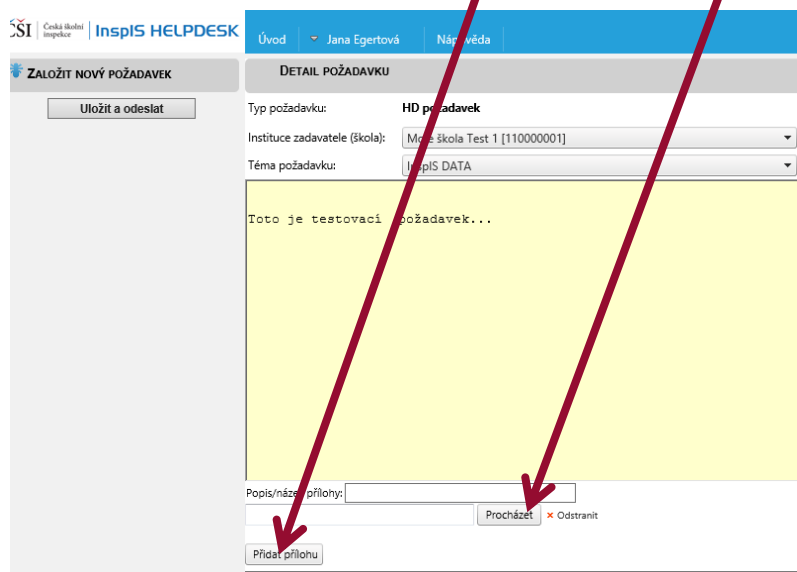 ČŠI Česká školní inspekce InspIS HELPDESK
Úvod Jana Egertová Nápověda
ZALOŽIT NOVÝ POŽADAVEK
Uložit a odeslat
DETAIL POŽADAVKU
Typ požadavku: HD požadavek
Instituce zadavatele (škola): Moje škola Test 1 [110000001]
Téma požadavku: InspIS DATA
Toto je testovací požadavek...
Popis/název přílohy:
Procházet × Odstranit
Přidat přílohu